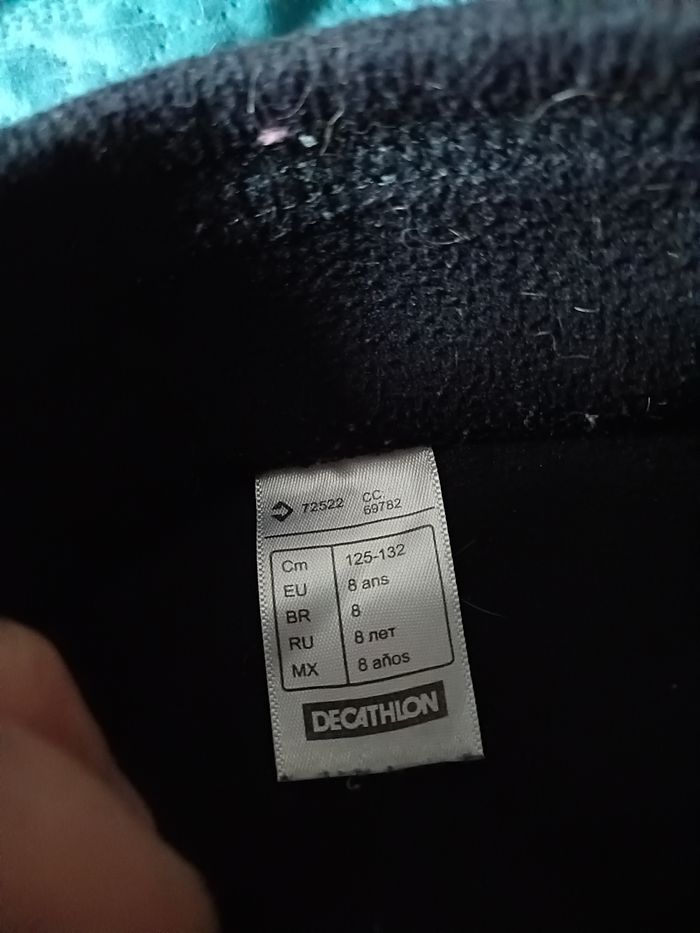 72522 CC.
69782
Cm 125-132
EU 8 ans
BR 8
RU 8 лет
MX 8 años
DECATHLON